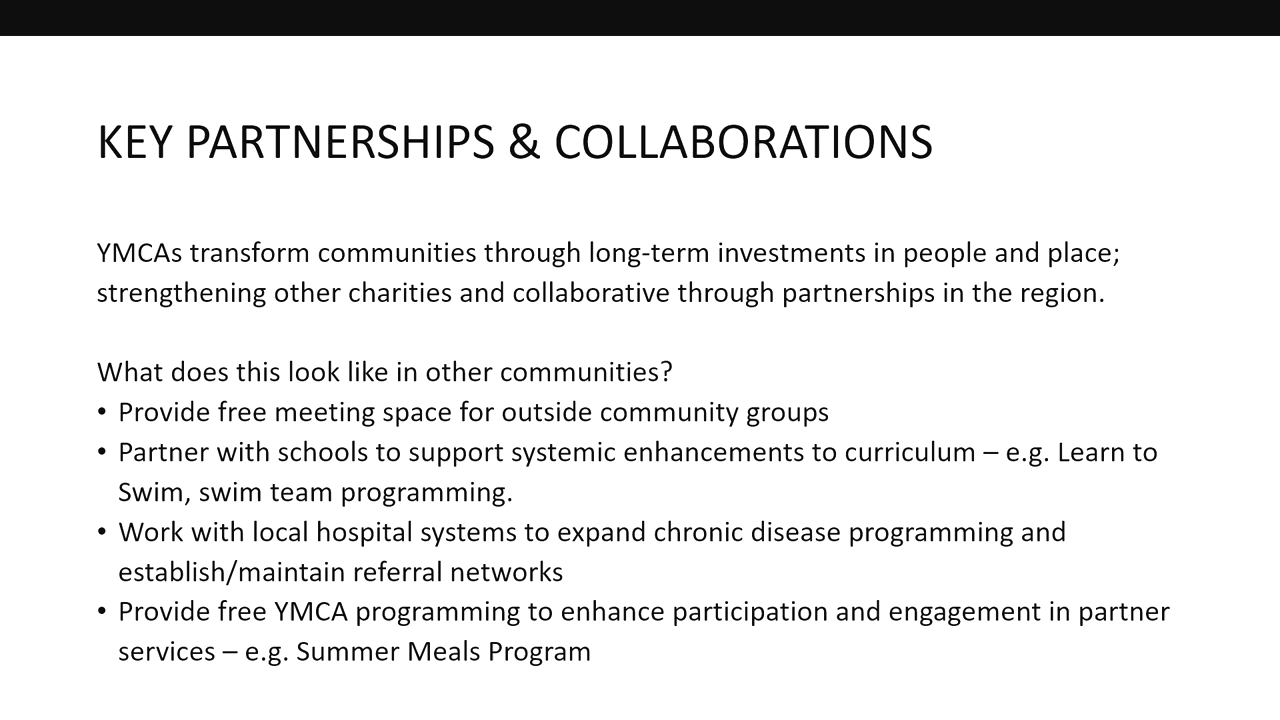 KEY PARTNERSHIPS & COLLABORATIONS
YMCAs transform communities through long-term investments in people and place;
strengthening other charities and collaborative through partnerships in the region.
What does this look like in other communities?
• Provide free meeting space for outside community groups
• Partner with schools to support systemic enhancements to curriculum – e.g. Learn to
Swim, swim team programming.
• Work with local hospital systems to expand chronic disease programming and
establish/maintain referral networks
• Provide free YMCA programming to enhance participation and engagement in partner
services – e.g. Summer Meals Program